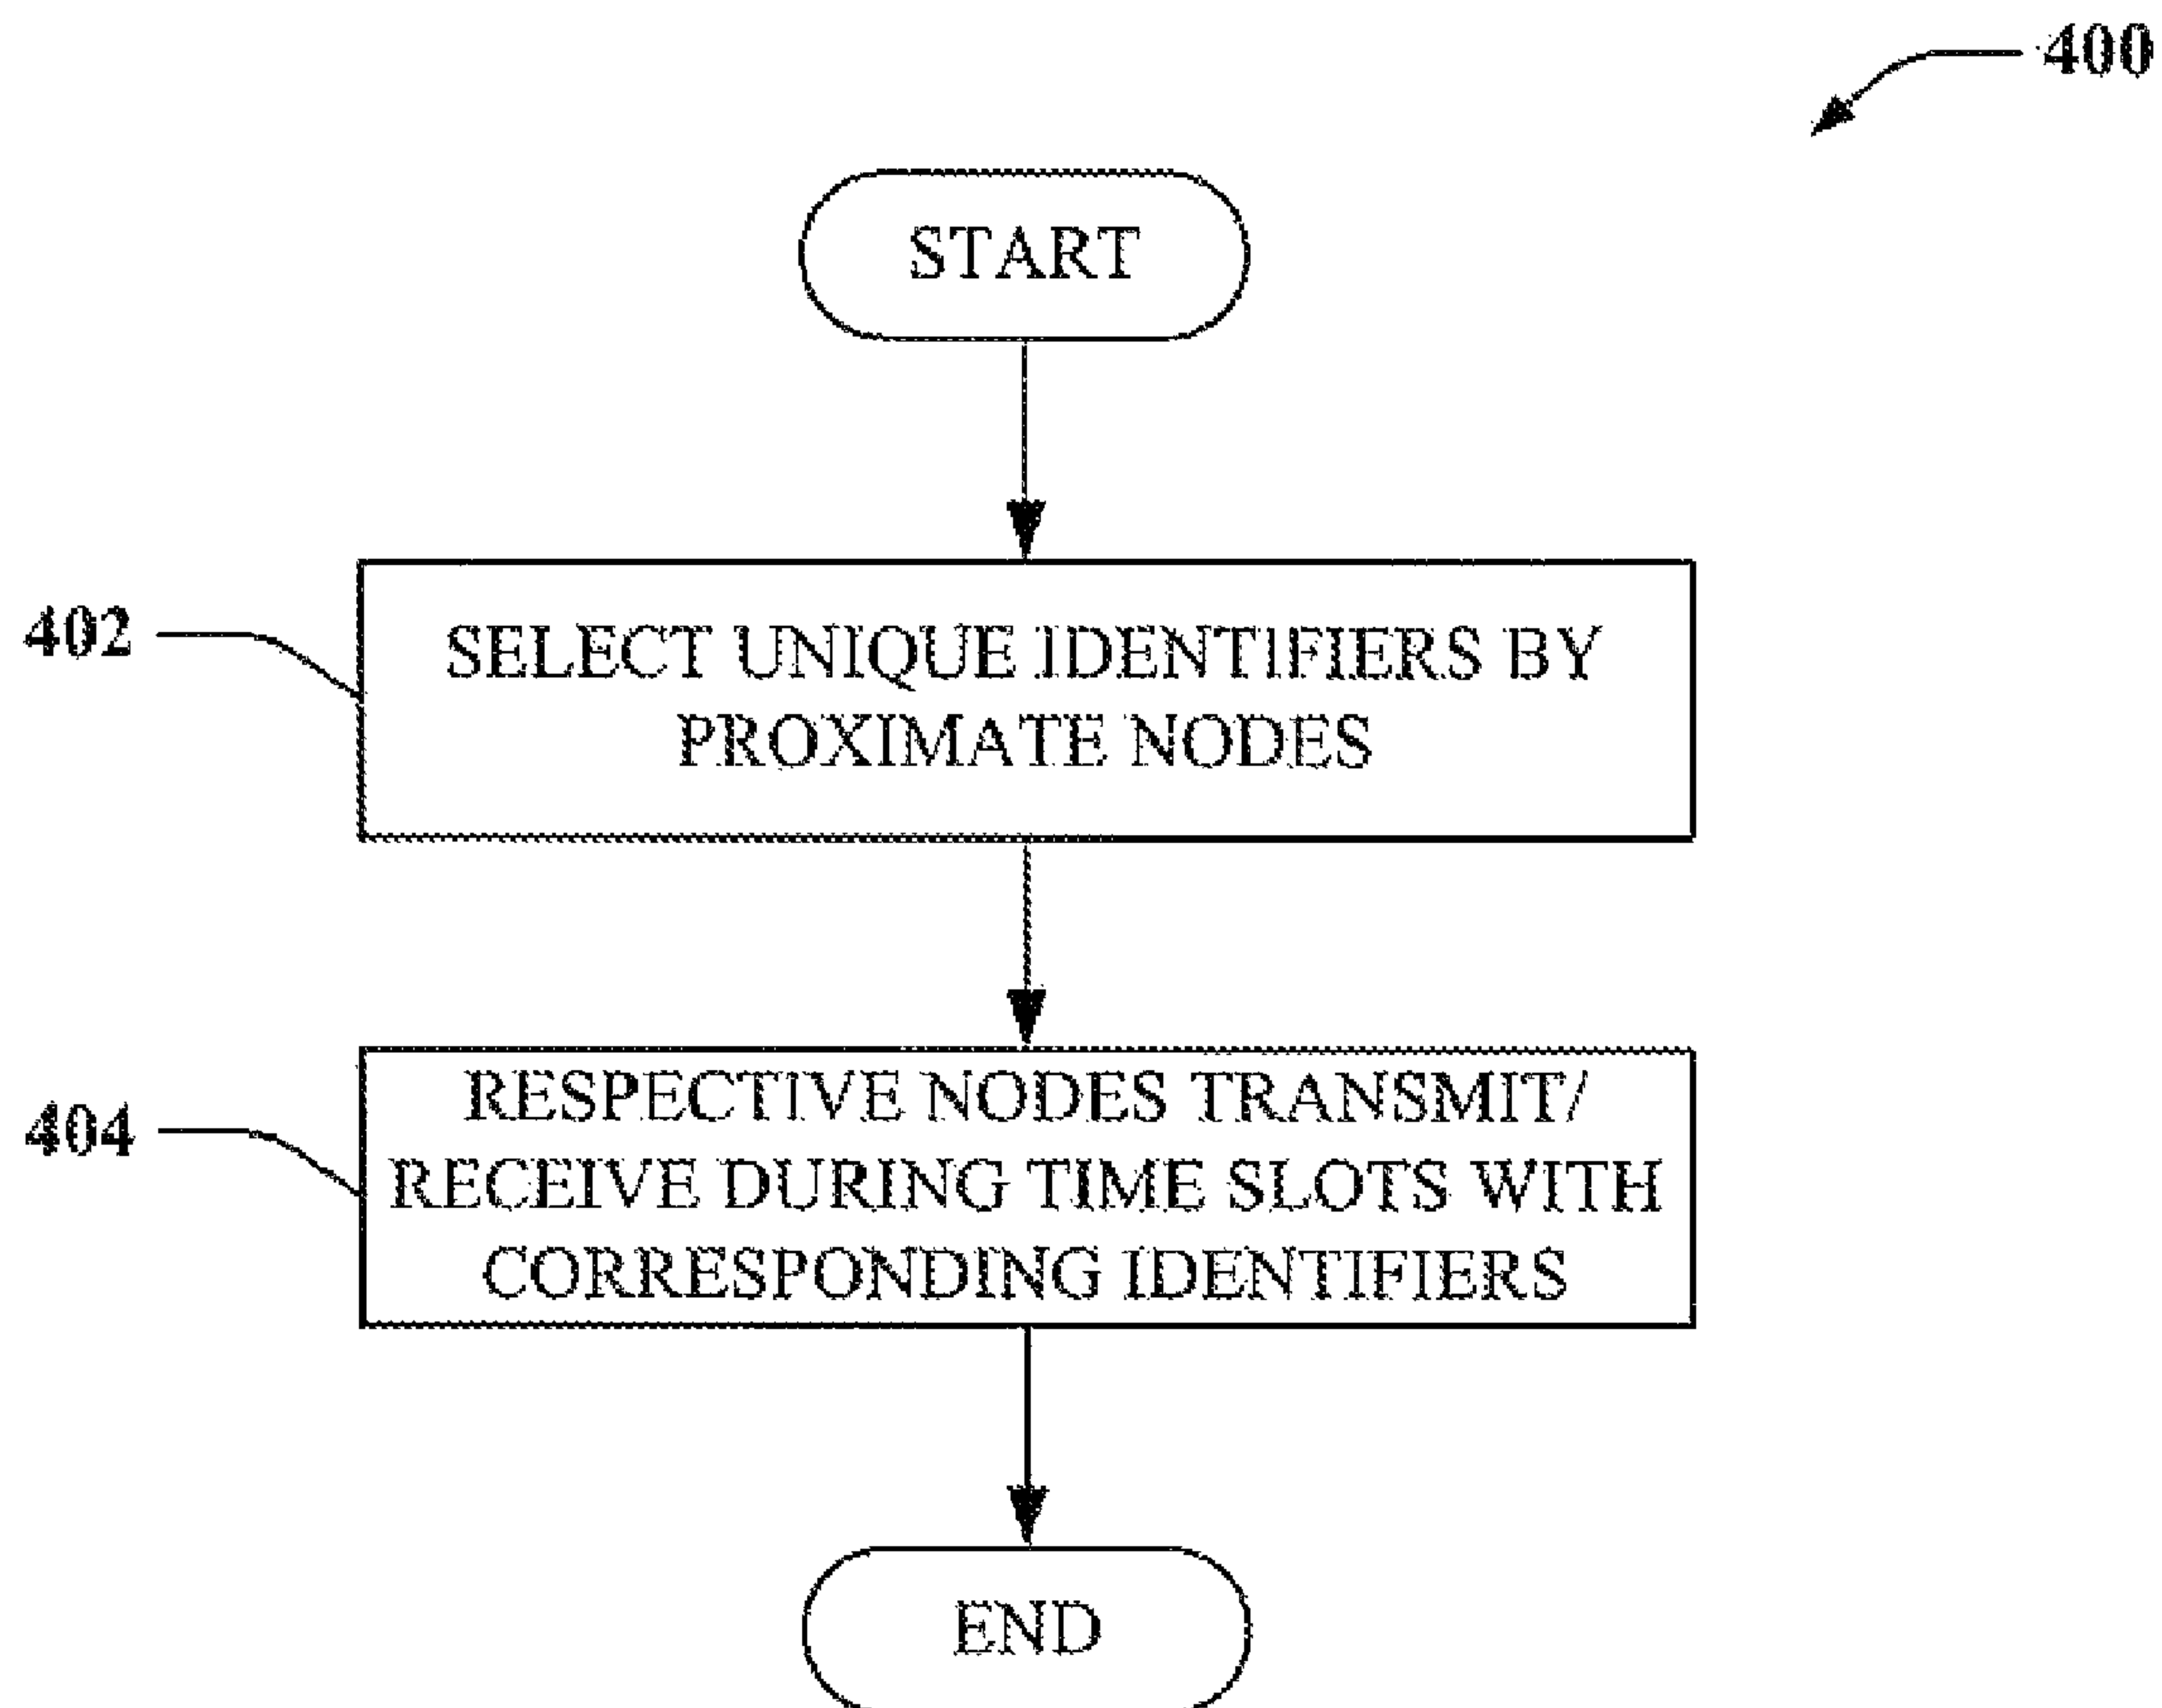 400
START
402
SELECT UNIQUE IDENTIFIERS BY
PROXIMATE NODES
404
RESPECTIVE NODES TRANSMIT/
RECEIVE DURING TIME SLOTS WITH
CORRESPONDING IDENTIFIERS
END